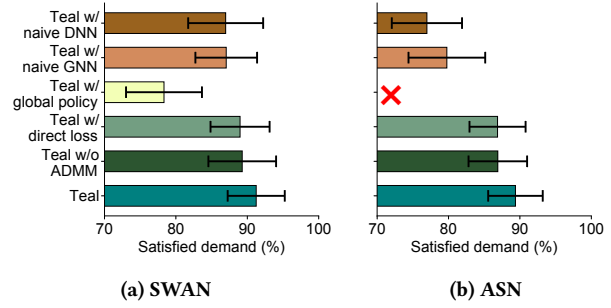 Teal w/
naive DNN
Teal w/
naive GNN
Teal w/
global policy
Teal w/
direct loss
Teal w/o
ADMM
Teal
70 80 90 100
Satisfied demand (%)
(a) SWAN
70 80 90 100
Satisfied demand (%)
(b) ASN